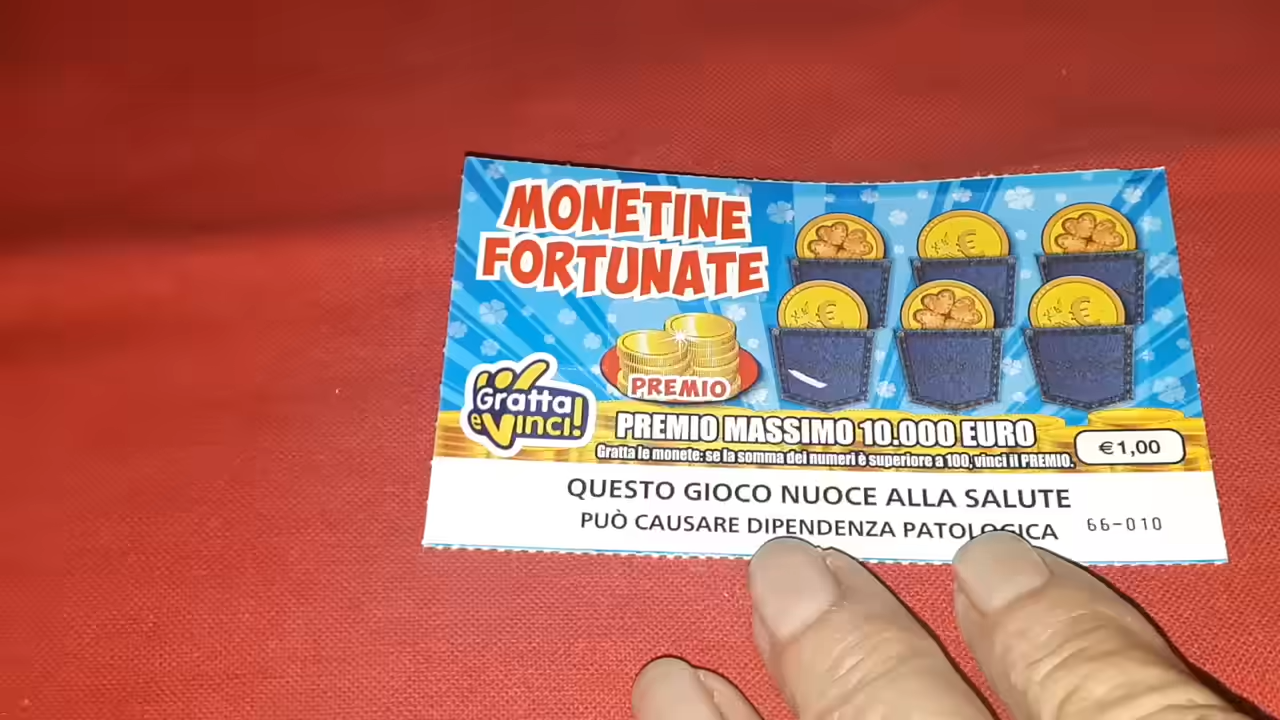 MONETINE
FORTUNATE
PREMIO
Gratta
e Vinci!
PREMIO MASSIMO 10.000 EURO
Gratta le monete: se la somma dei numeri è superiore a 100, vinci il PREMIO.
€1,00
QUESTO GIOCO NUOCE ALLA SALUTE
PUÒ CAUSARE DIPENDENZA PATOLOGICA
66-010